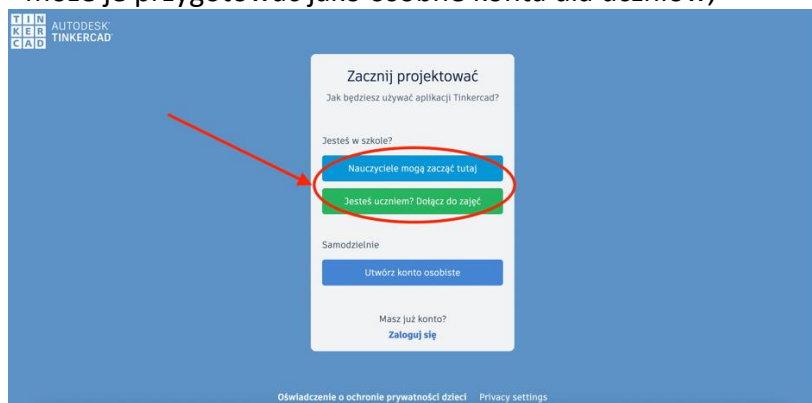 może je przygotować jako osobne konta dla uczniów)
TIN
KER
CAD
AUTODESK
TINKERCAD
Zacznij projektować
Jak będziesz używać aplikacji Tinkercad?
Jesteś w szkole?
Nauczyciele mogą zacząć tutaj
Jesteś uczniem? Dołącz do zajęć
Samodzielnie
Utwórz konto osobiste
Masz już konto?
Zaloguj się
Oświadczenie o ochronie prywatności dzieci Privacy settings